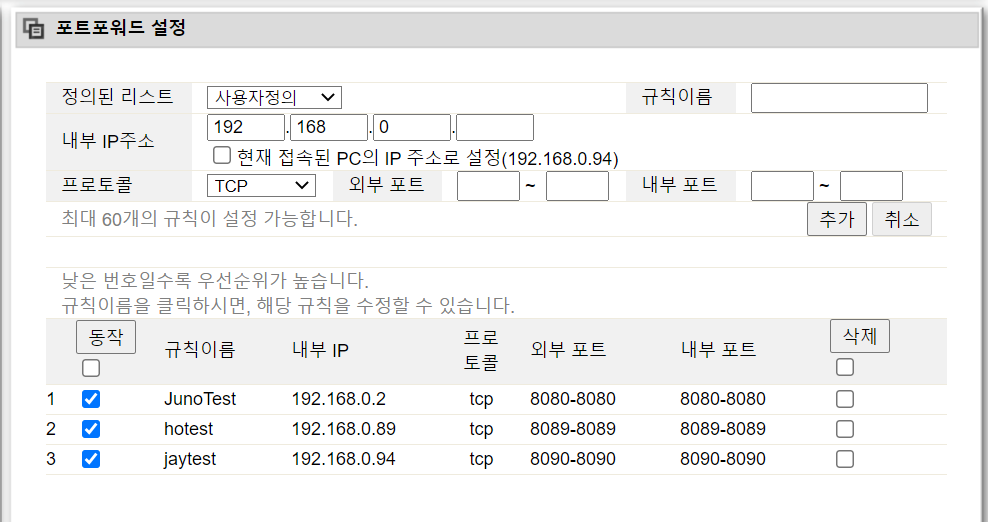 포트포워드 설정
정의된 리스트 사용자정의 규칙이름
내부 IP주소 192 . 168 . 0 .
현재 접속된 PC의 IP 주소로 설정(192.168.0.94)
프로토콜 TCP 외부 포트 ~ 내부 포트 ~
최대 60개의 규칙이 설정 가능합니다. 추가 취소
낮은 번호일수록 우선순위가 높습니다.
규칙이름을 클릭하시면, 해당 규칙을 수정할 수 있습니다.
동작 규칙이름 내부 IP 프로토콜 외부 포트 내부 포트 삭제
1 JunoTest 192.168.0.2 tcp 8080-8080 8080-8080
2 hotest 192.168.0.89 tcp 8089-8089 8089-8089
3 jaytest 192.168.0.94 tcp 8090-8090 8090-8090